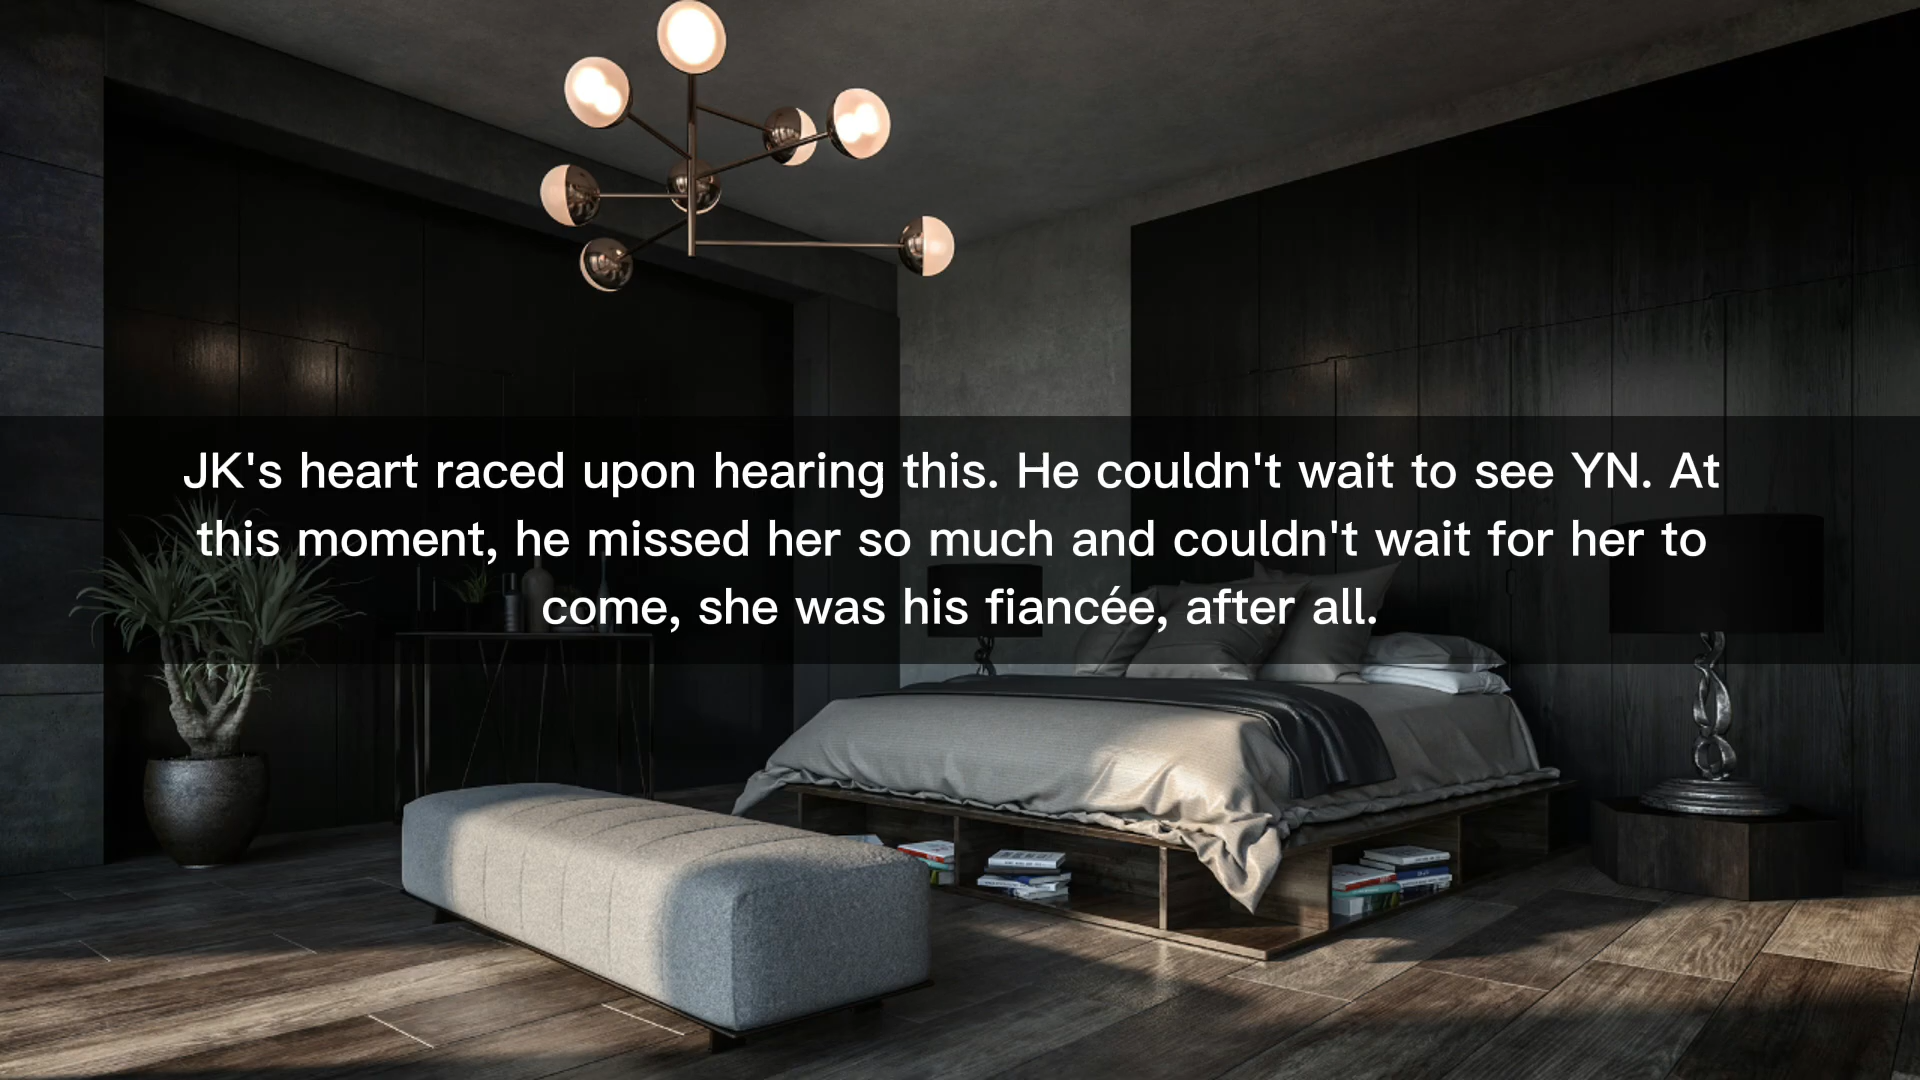 JK's heart raced upon hearing this. He couldn't wait to see YN. At
this moment, he missed her so much and couldn't wait for her to
come, she was his fiancée, after all.